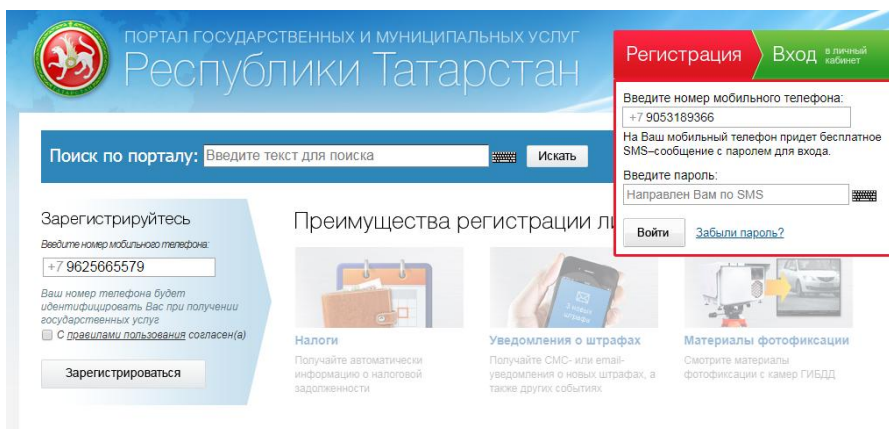 ПОРТАЛ ГОСУДАРСТВЕННЫХ И МУНИЦИПАЛЬНЫХ УСЛУГ
Республики Татарстан
Регистрация
Вход в личный кабинет
Введите номер мобильного телефона:
+7 9053189366
На Ваш мобильный телефон придет бесплатное
SMS–сообщение с паролем для входа.
Введите пароль:
Направлен Вам по SMS
Войти Забыли пароль?
Поиск по порталу: Введите текст для поиска Искать
Зарегистрируйтесь
Введите номер мобильного телефона:
+7 9625665579
Ваш номер телефона будет
идентифицировать Вас при получении
государственных услуг
С правилами пользования согласен(а)
Зарегистрироваться
Преимущества регистрации ли
Налоги
Получайте автоматически
информацию о налоговой
задолженности
3 новых
штрафа
Уведомления о штрафах
Получайте СМС- или email-
уведомления о новых штрафах, а
также других событиях
Материалы фотофиксации
Смотрите материалы
фотофиксации с камер ГИБДД